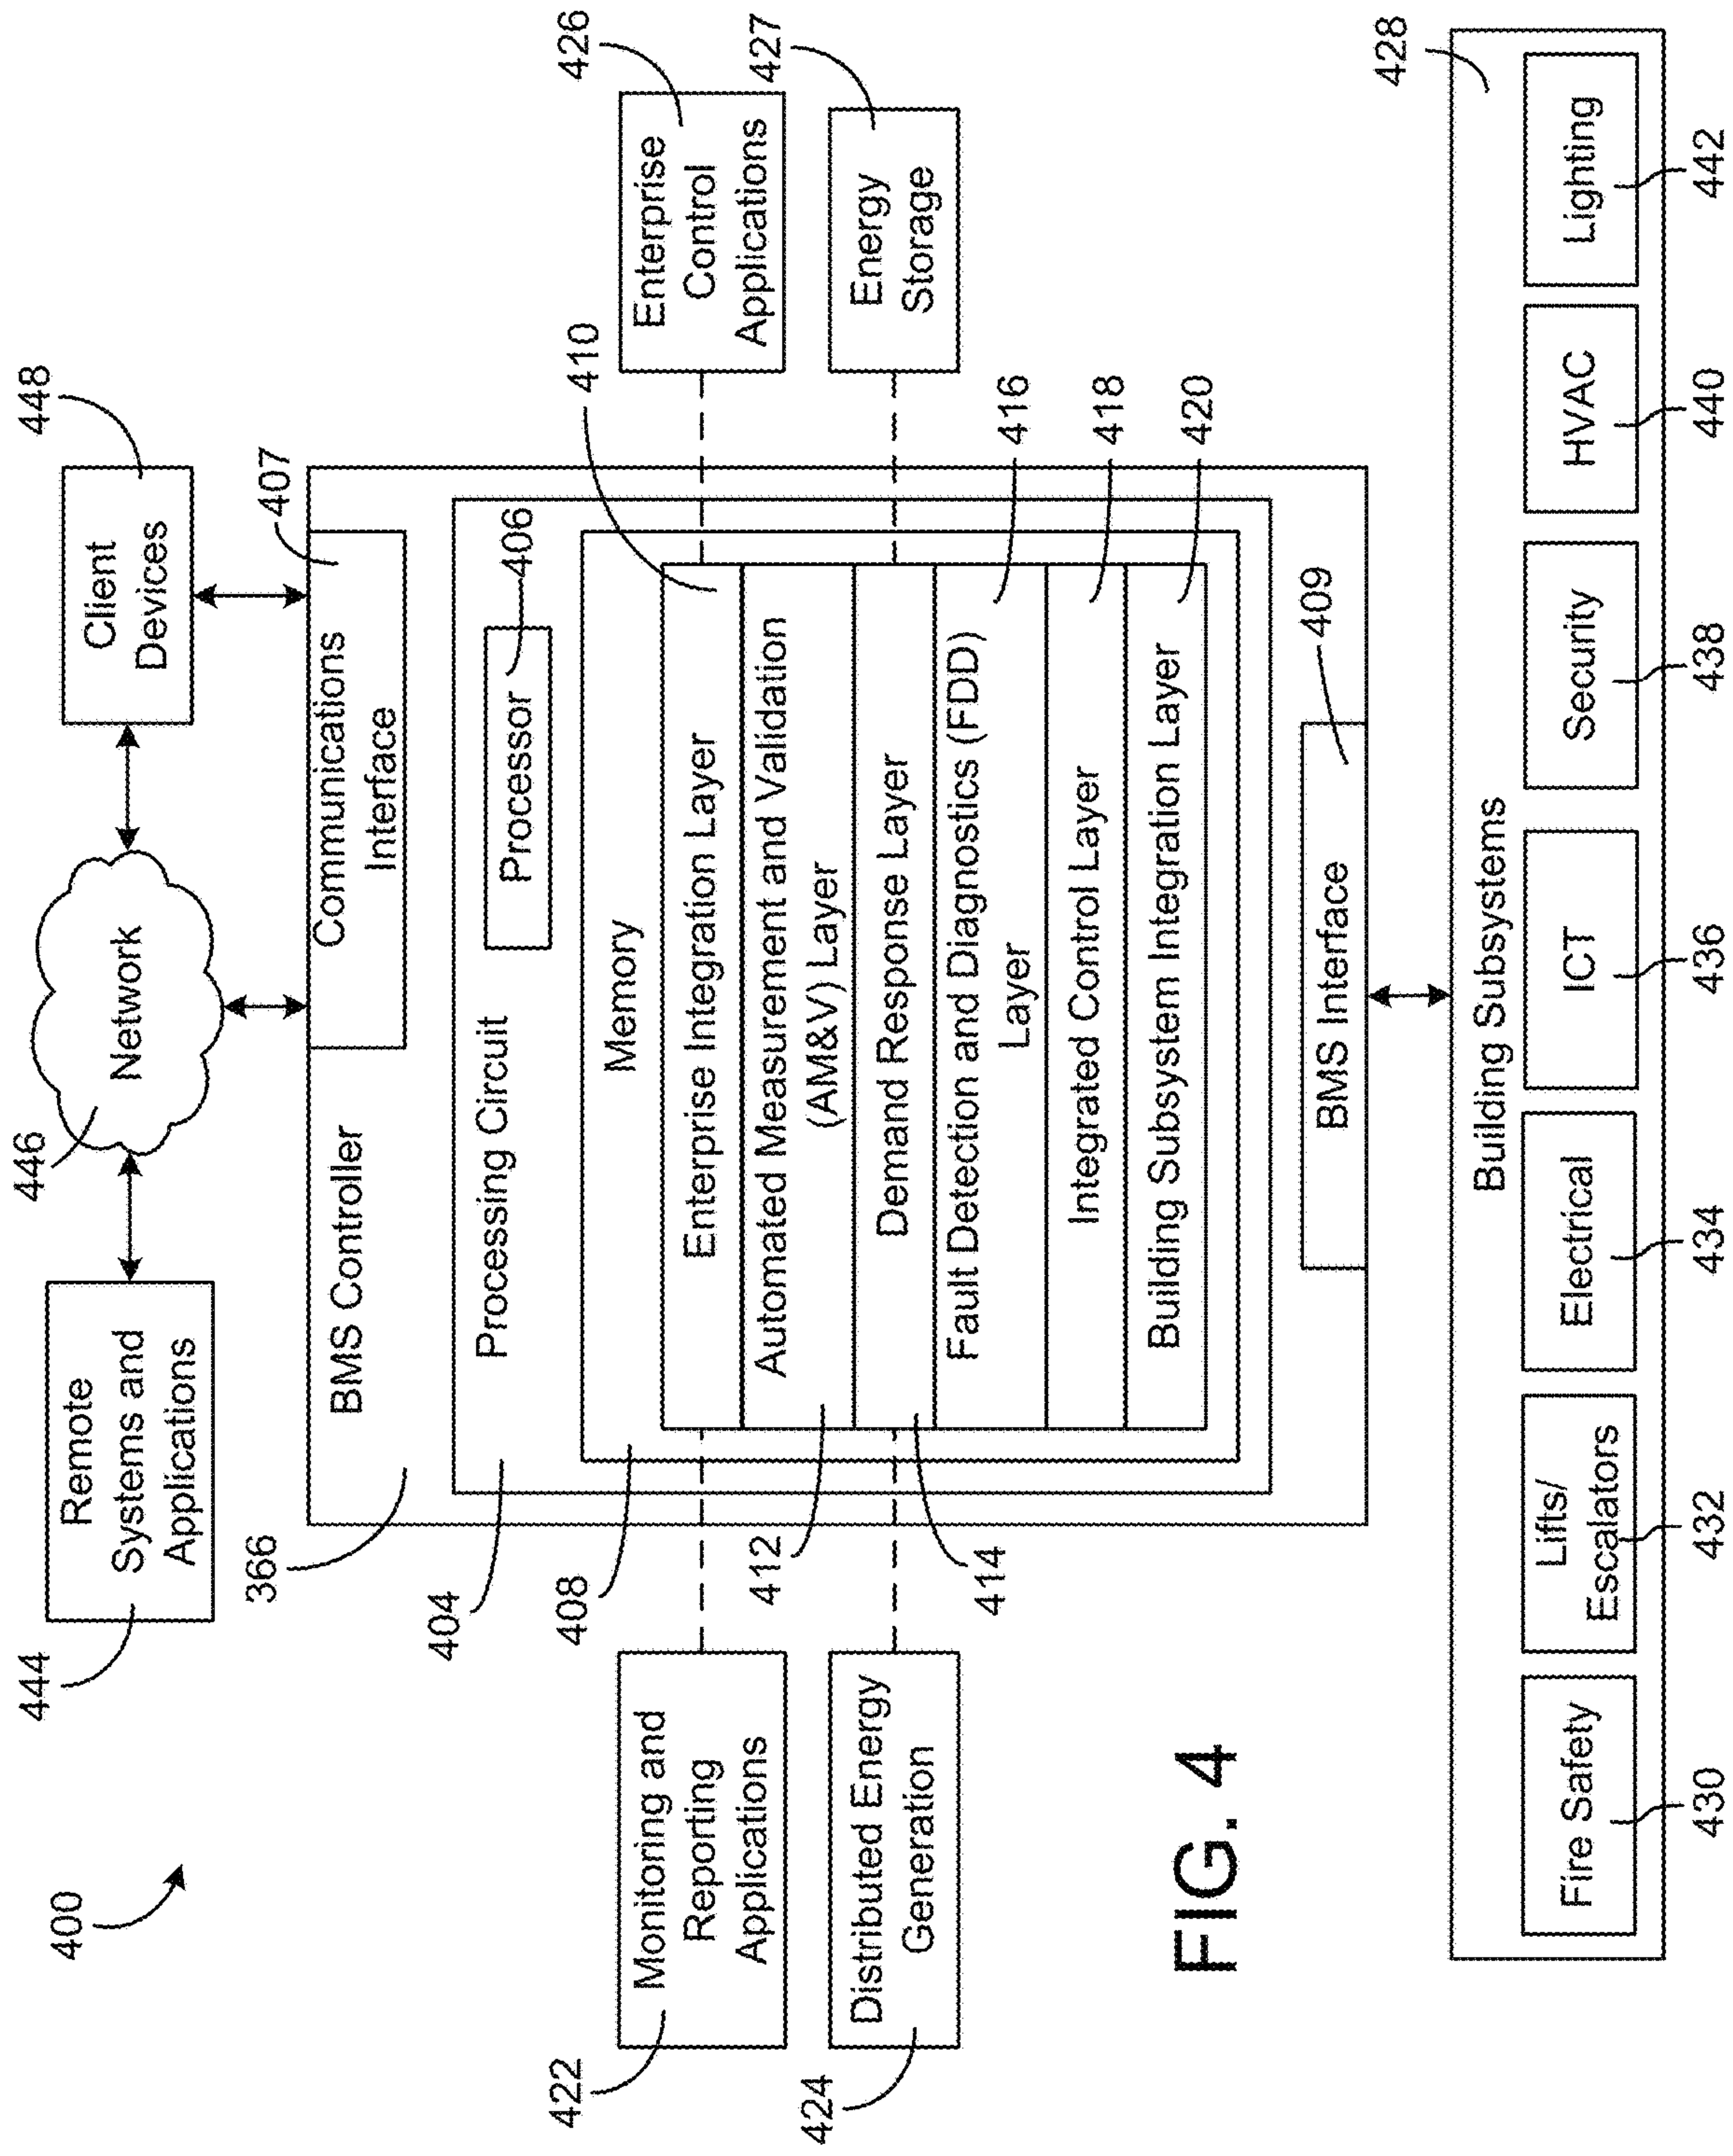 400
444
Remote
Systems and
Applications
446
Network
Client
Devices
448
366
BMS Controller
Communications
Interface
407
404
Processing Circuit
Processor
406
408
Memory
410
Enterprise Integration Layer
Automated Measurement and Validation
(AM&V) Layer
412
Demand Response Layer
414
Fault Detection and Diagnostics (FDD)
Layer
416
Integrated Control Layer
418
Building Subsystem Integration Layer
420
422
Monitoring and
Reporting
Applications
424
Distributed Energy
Generation
Enterprise
Control
Applications
426
Energy
Storage
427
BMS Interface
409
FIG. 4
Building Subsystems
428
Fire Safety
Lifts/
Escalators
Electrical
ICT
Security
HVAC
Lighting
430
432
434
436
438
440
442